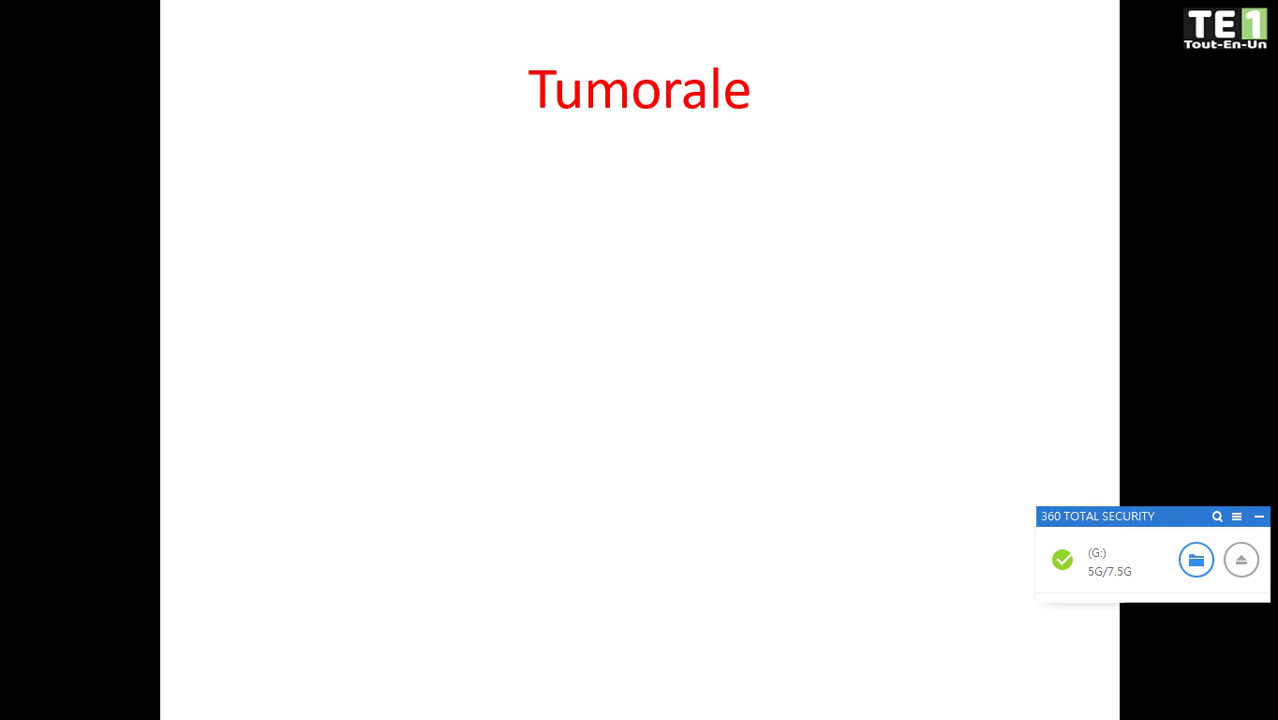 TE1
Tout-En-Un
Tumorale
360 TOTAL SECURITY
(G:)
5G/7.5G